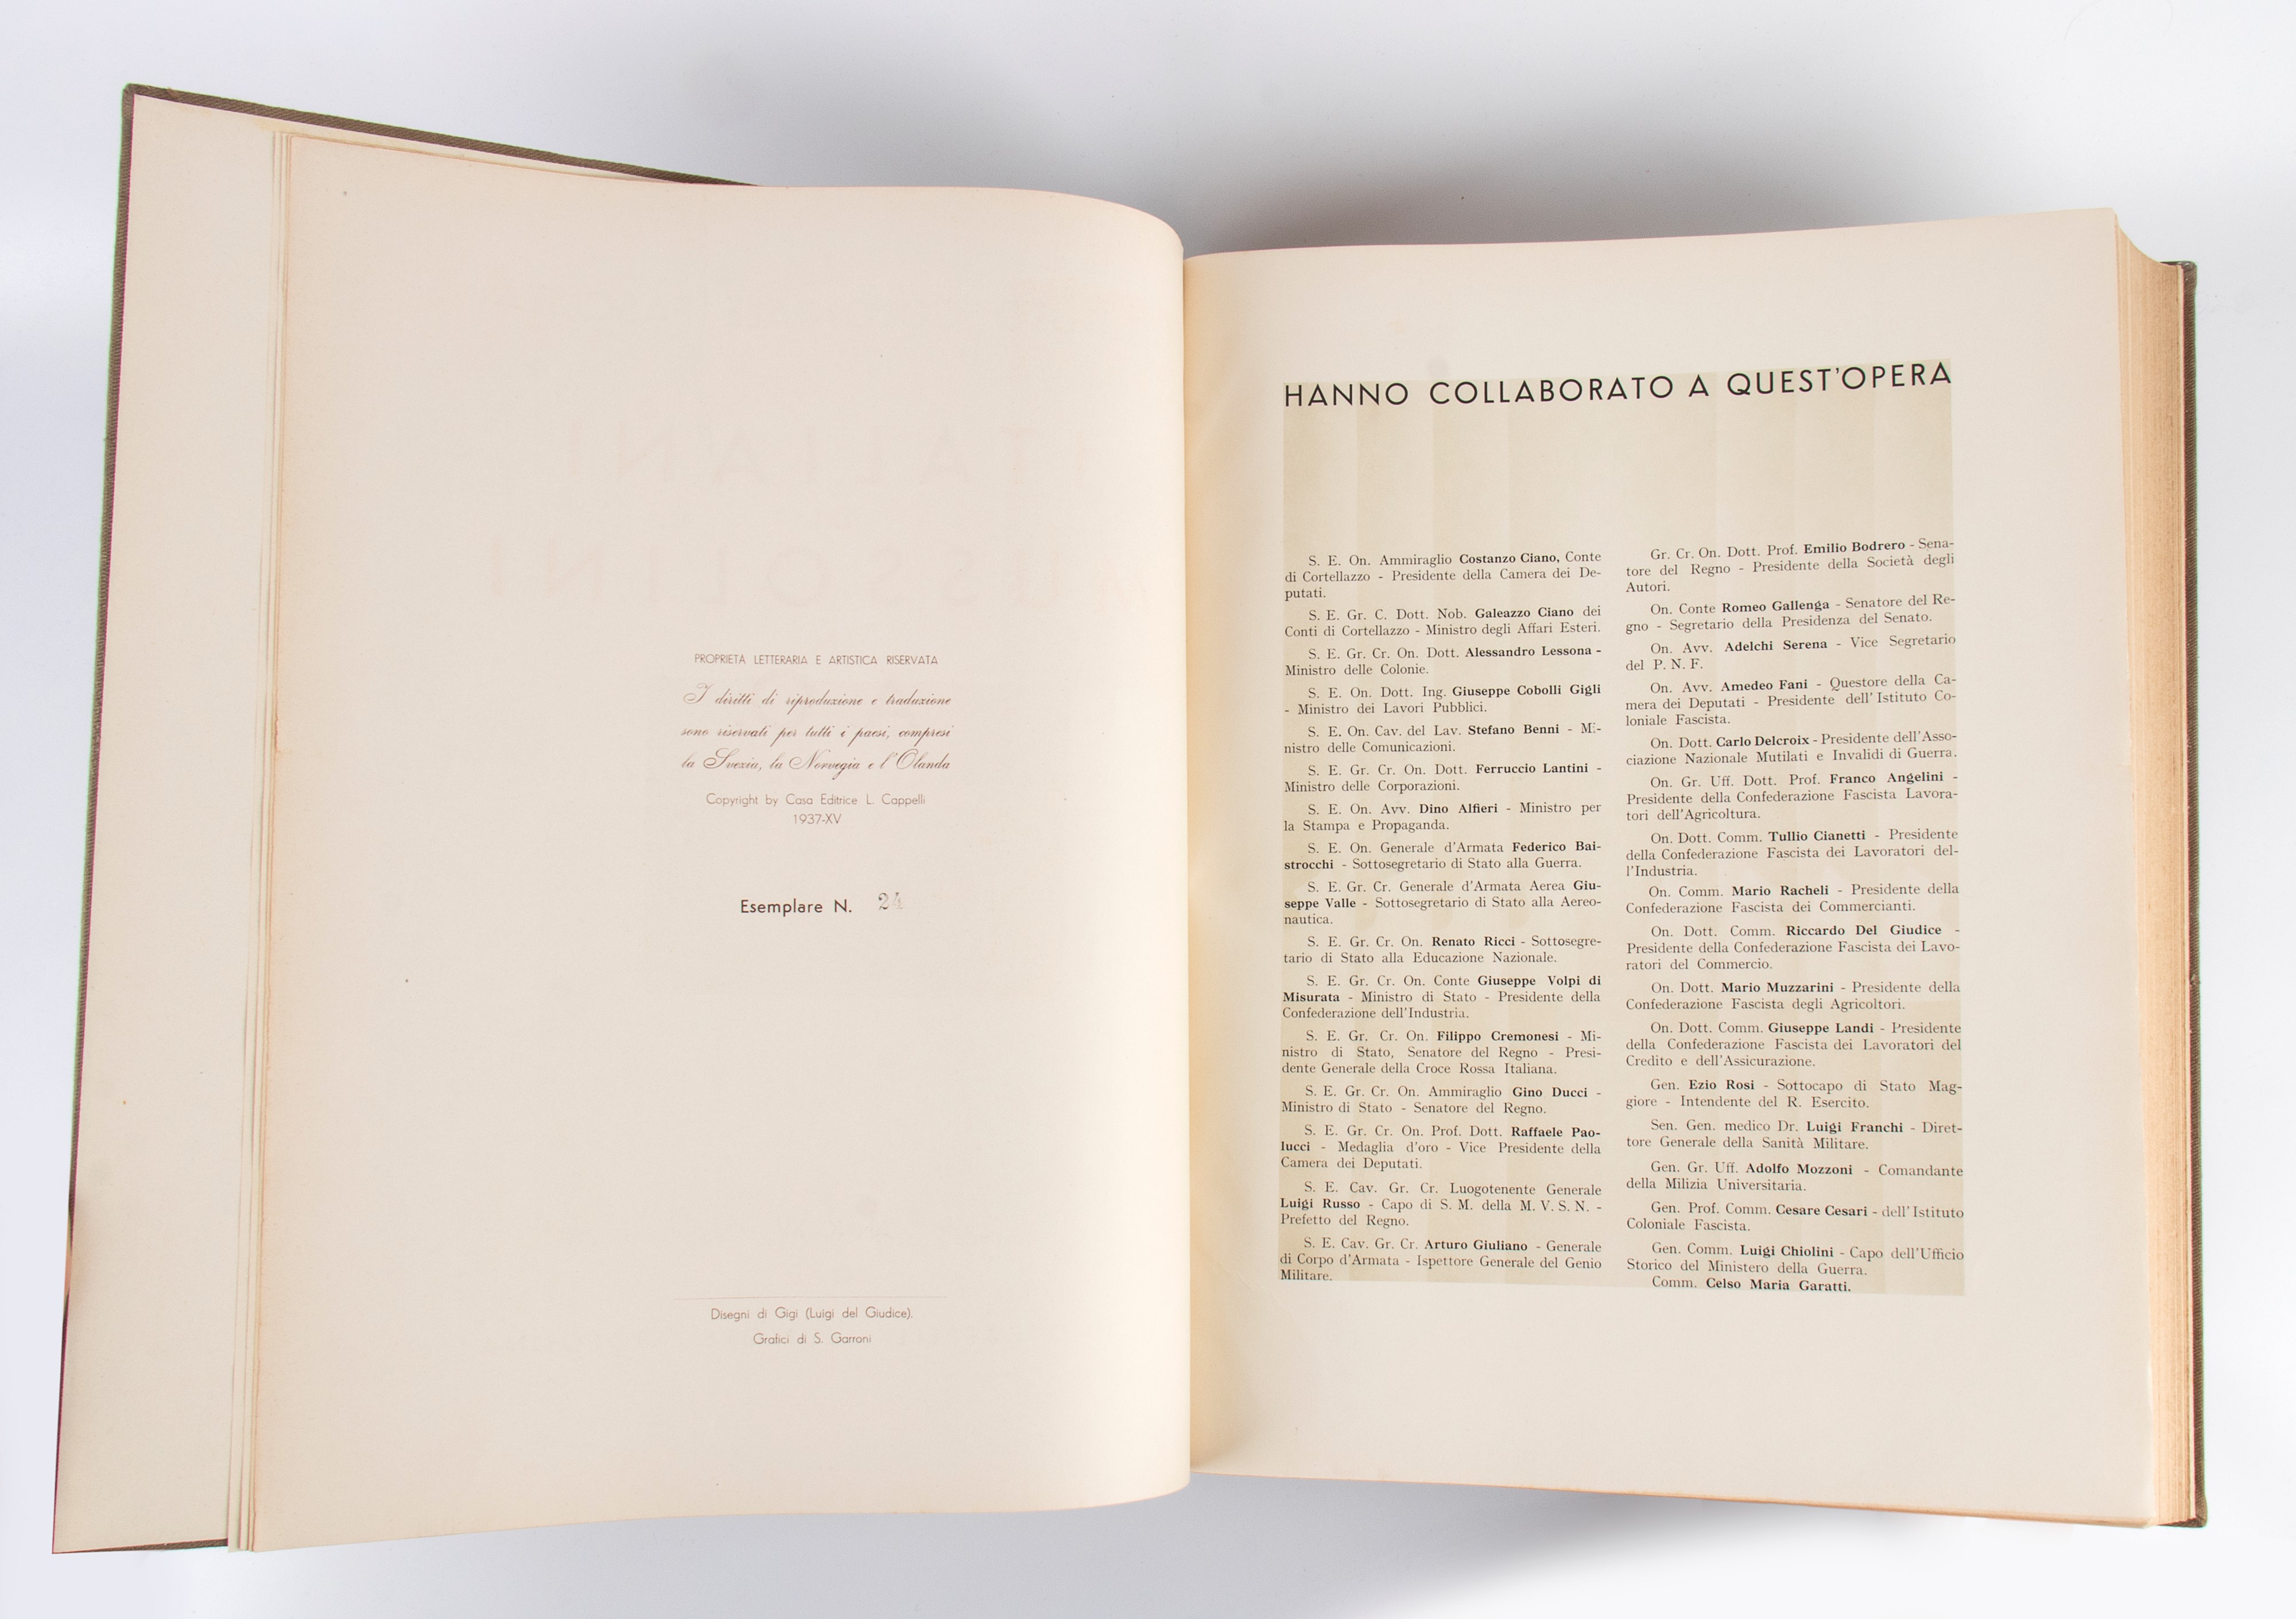 PROPRIETÀ LETTERARIA E ARTISTICA RISERVATA
I diritti di riproduzione e traduzione
sono riservati per tutti i paesi, compresi
la Svezia, la Norvegia e l'Olanda
Copyright by Casa Editrice L. Cappelli
1937-XV
Esemplare N. 24
Disegni di Gigi (Luigi del Giudice).
Grafici di S. Garroni
HANNO COLLABORATO A QUEST'OPERA
S. E. On. Ammiraglio Costanzo Ciano, Conte
di Cortellazzo - Presidente della Camera dei De-
putati.
S. E. Gr. C. Dott. Nob. Galeazzo Ciano dei
Conti di Cortellazzo - Ministro degli Affari Esteri.
S. E. Gr. Cr. On. Dott. Alessandro Lessona -
Ministro delle Colonie.
S. E. On. Dott. Ing. Giuseppe Cobolli Gigli
- Ministro dei Lavori Pubblici.
S. E. On. Cav. del Lav. Stefano Benni - Mi-
nistro delle Comunicazioni.
S. E. Gr. Cr. On. Dott. Ferruccio Lantini -
Ministro delle Corporazioni.
S. E. On. Avv. Dino Alfieri - Ministro per
la Stampa e Propaganda.
S. E. On. Generale d'Armata Federico Bai-
strocchi - Sottosegretario di Stato alla Guerra.
S. E. Gr. Cr. Generale d'Armata Aerea Giu-
seppe Valle - Sottosegretario di Stato alla Aereo-
nautica.
S. E. Gr. Cr. On. Renato Ricci - Sottosegre-
tario di Stato alla Educazione Nazionale.
S. E. Gr. Cr. On. Conte Giuseppe Volpi di
Misurata - Ministro di Stato - Presidente della
Confederazione dell'Industria.
S. E. Gr. Cr. On. Filippo Cremonesi - Mi-
nistro di Stato, Senatore del Regno - Presi-
dente Generale della Croce Rossa Italiana.
S. E. Gr. Cr. On. Ammiraglio Gino Ducci -
Ministro di Stato - Senatore del Regno.
S. E. Gr. Cr. On. Prof. Dott. Raffaele Pao-
lucci - Medaglia d'oro - Vice Presidente della
Camera dei Deputati.
S. E. Cav. Gr. Cr. Luogotenente Generale
Luigi Russo - Capo di S. M. della M. V. S. N. -
Prefetto del Regno.
S. E. Cav. Gr. Cr. Arturo Giuliano - Generale
di Corpo d'Armata - Ispettore Generale del Genio
Militare.
Gr. Cr. On. Dott. Prof. Emilio Bodrero - Sena-
tore del Regno - Presidente della Società degli
Autori.
On. Conte Romeo Gallenga - Senatore del Re-
gno - Segretario della Presidenza del Senato.
On. Avv. Adelchi Serena - Vice Segretario
del P. N. F.
On. Avv. Amedeo Fani - Questore della Ca-
mera dei Deputati - Presidente dell'Istituto Co-
loniale Fascista.
On. Dott. Carlo Delcroix - Presidente dell'Asso-
ciazione Nazionale Mutilati e Invalidi di Guerra.
On. Gr. Uff. Dott. Prof. Franco Angelini -
Presidente della Confederazione Fascista Lavora-
tori dell'Agricoltura.
On. Dott. Comm. Tullio Cianetti - Presidente
della Confederazione Fascista dei Lavoratori del-
l'Industria.
On. Comm. Mario Racheli - Presidente della
Confederazione Fascista dei Commercianti.
On. Dott. Comm. Riccardo Del Giudice -
Presidente della Confederazione Fascista dei Lavo-
ratori del Commercio.
On. Dott. Mario Muzzarini - Presidente della
Confederazione Fascista degli Agricoltori.
On. Dott. Comm. Giuseppe Landi - Presidente
della Confederazione Fascista dei Lavoratori del
Credito e dell'Assicurazione.
Gen. Ezio Rosi - Sottocapo di Stato Mag-
giore - Intendente del R. Esercito.
Sen. Gen. medico Dr. Luigi Franchi - Diret-
tore Generale della Sanità Militare.
Gen. Gr. Uff. Adolfo Mozzoni - Comandante
della Milizia Universitaria.
Gen. Prof. Comm. Cesare Cesari - dell'Istituto
Coloniale Fascista.
Gen. Comm. Luigi Chiolini - Capo dell'Ufficio
Storico del Ministero della Guerra.
Comm. Celso Maria Garatti.